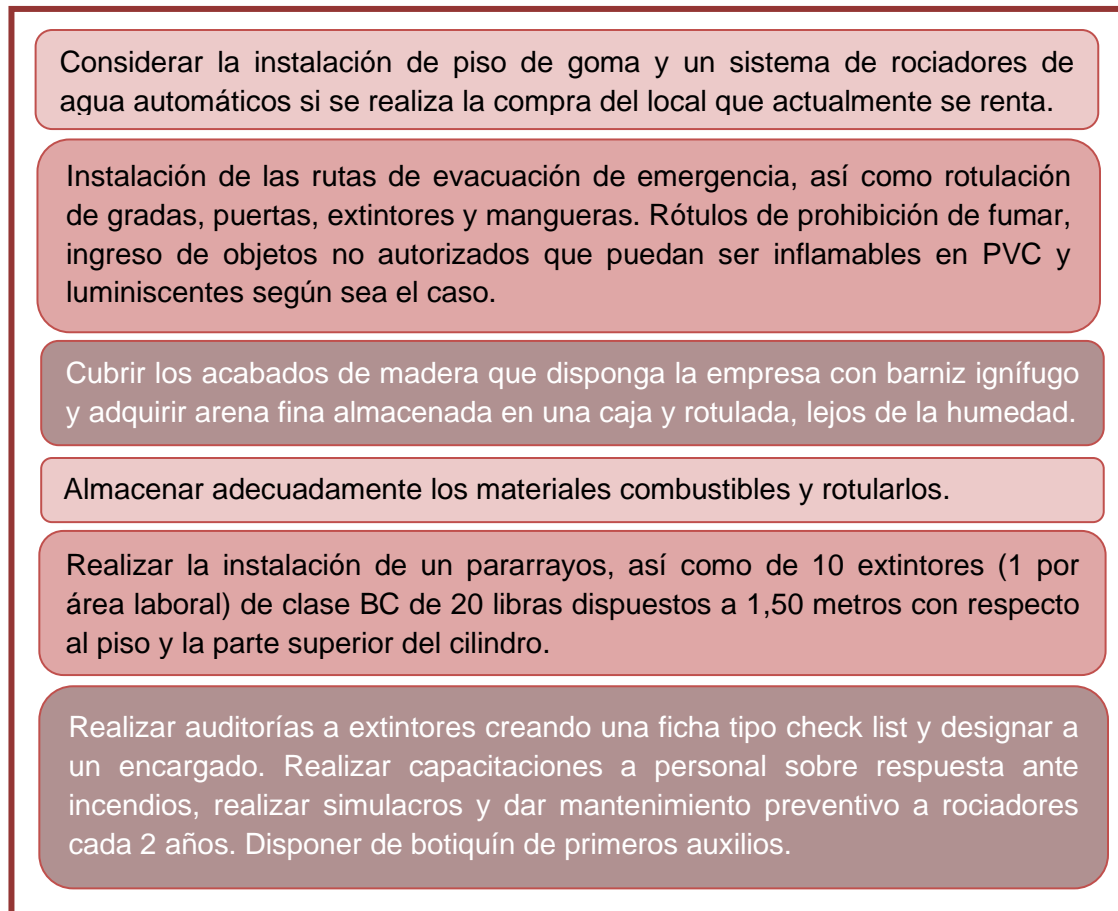 Considerar la instalación de piso de goma y un sistema de rociadores de
agua automáticos si se realiza la compra del local que actualmente se renta.
Instalación de las rutas de evacuación de emergencia, así como rotulación
de gradas, puertas, extintores y mangueras. Rótulos de prohibición de fumar,
ingreso de objetos no autorizados que puedan ser inflamables en PVC y
luminiscentes según sea el caso.
Cubrir los acabados de madera que disponga la empresa con barniz ignífugo
y adquirir arena fina almacenada en una caja y rotulada, lejos de la humedad.
Almacenar adecuadamente los materiales combustibles y rotularlos.
Realizar la instalación de un pararrayos, así como de 10 extintores (1 por
área laboral) de clase BC de 20 libras dispuestos a 1,50 metros con respecto
al piso y la parte superior del cilindro.
Realizar auditorías a extintores creando una ficha tipo check list y designar a
un encargado. Realizar capacitaciones a personal sobre respuesta ante
incendios, realizar simulacros y dar mantenimiento preventivo a rociadores
cada 2 años. Disponer de botiquín de primeros auxilios.